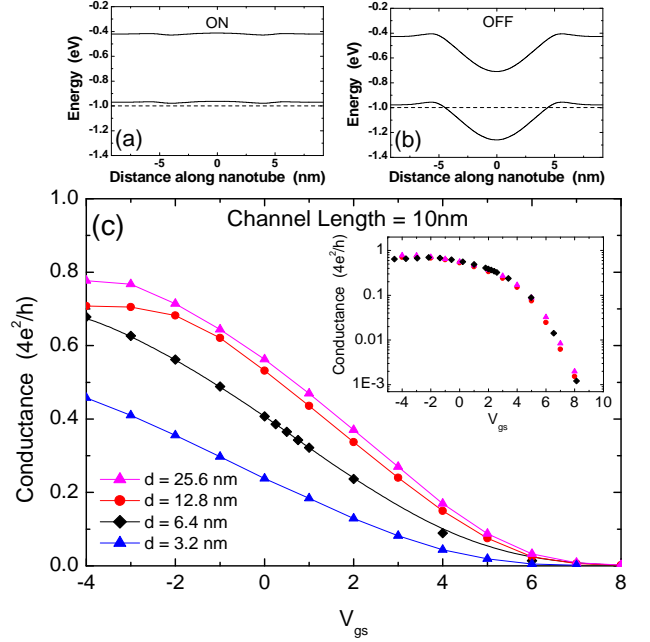 ON
-0.2
-0.4
-0.6
-0.8
-1.0
-1.2
-1.4
Energy (eV)
(a)
-5 0 5
Distance along nanotube (nm)
OFF
-0.2
-0.4
-0.6
-0.8
-1.0
-1.2
-1.4
Energy (eV)
(b)
-5 0 5
Distance along nanotube (nm)
(c)
Channel Length = 10nm
1.0
0.8
0.6
0.4
0.2
0.0
Conductance (4e²/h)
d = 25.6 nm
d = 12.8 nm
d = 6.4 nm
d = 3.2 nm
-4 -2 0 2 4 6 8
V_gs
1
0.1
0.01
1E-3
Conductance (4e²/h)
-4 -2 0 2 4 6 8 10
V_gs